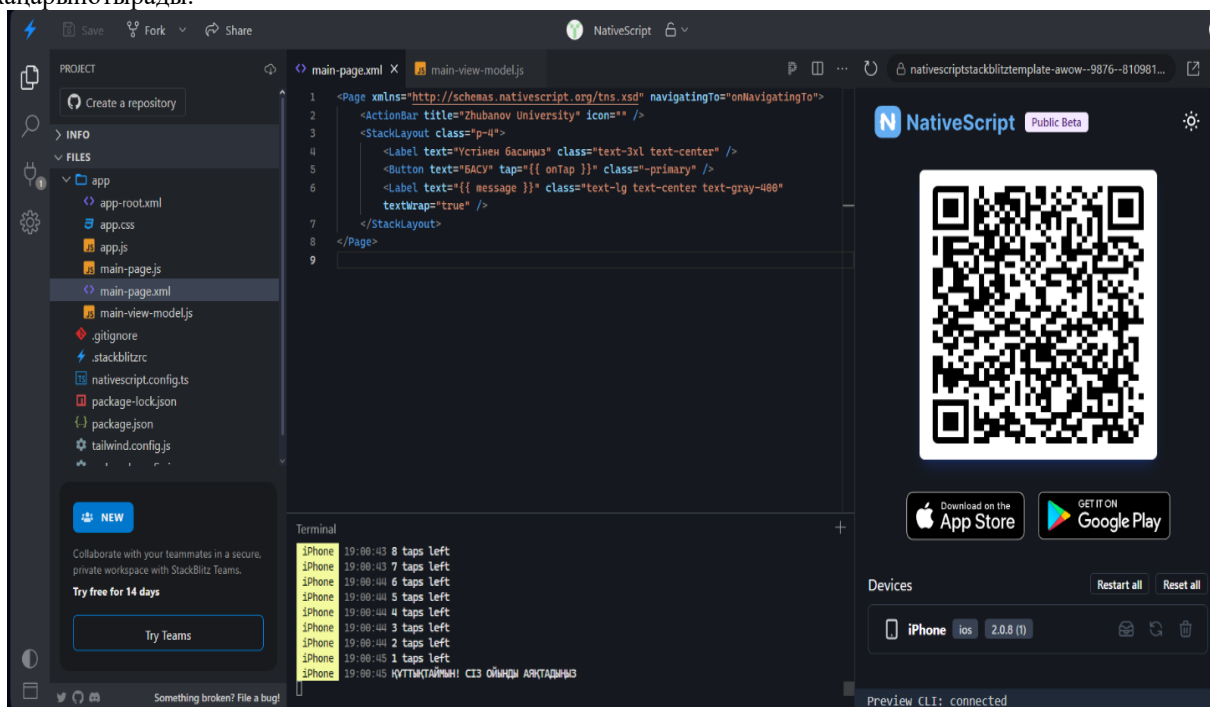 жаңарыпотырады.
Save Fork Share
NativeScript
PROJECT
Create a repository
INFO
FILES
app
app-root.xml
app.css
app.js
main-page.js
main-page.xml
main-view-model.js
.gitignore
.stackblitzrc
nativescript.config.ts
package-lock.json
package.json
tailwind.config.js
NEW
Collaborate with your teammates in a secure,
private workspace with StackBlitz Teams.
Try free for 14 days
Try Teams
Something broken? File a bug!
main-page.xml main-view-model.js
1 <Page xmlns="http://schemas.nativescript.org/tns.xsd" navigatingTo="onNavigatingTo">
2 <ActionBar title="Zhubanov University" icon="" />
3 <StackLayout class="p-4">
4 <Label text="Үстінен басыңыз" class="text-3xl text-center" />
5 <Button text="БАСУ" tap="{{ onTap }}" class="-primary" />
6 <Label text="{{ message }}" class="text-lg text-center text-gray-400"
textWrap="true" />
7 </StackLayout>
8 </Page>
9
Terminal
iPhone 19:00:43 8 taps left
iPhone 19:00:43 7 taps left
iPhone 19:00:44 6 taps left
iPhone 19:00:44 5 taps left
iPhone 19:00:44 4 taps left
iPhone 19:00:44 3 taps left
iPhone 19:00:44 2 taps left
iPhone 19:00:45 1 taps left
iPhone 19:00:45 ҚҰТТЫҚТАЙМЫН! СІЗ ОЙЫНДЫ АЯҚТАДЫҢЫЗ
nativescriptstackblitztemplate-awow--9876--810981...
NativeScript Public Beta
Download on the
App Store
GET IT ON
Google Play
Devices Restart all Reset all
iPhone ios 2.0.8 (1)
Preview CLI: connected